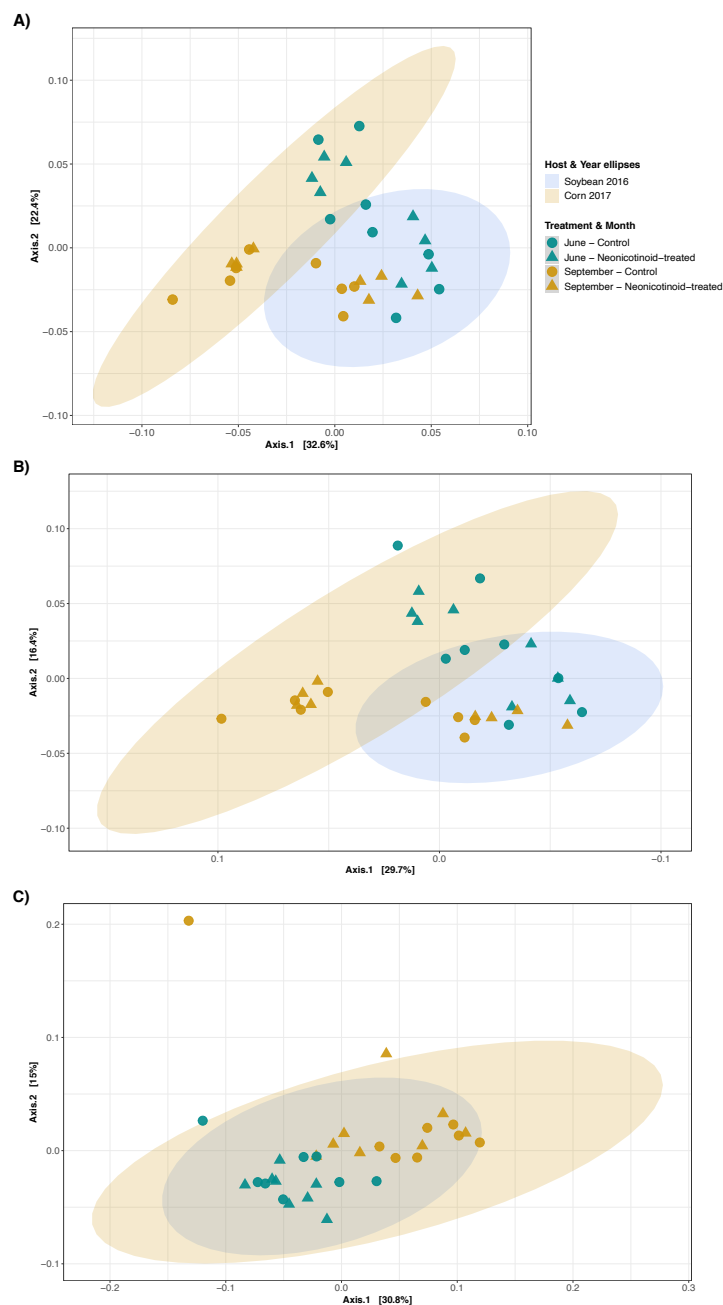 A)
0.10
0.05
0.00
−0.05
−0.10
Axis.2 [22.4%]
−0.10
−0.05
0.00
0.05
0.10
Axis.1 [32.6%]
Host & Year ellipses
Soybean 2016
Corn 2017
Treatment & Month
June − Control
June − Neonicotinoid−treated
September − Control
September − Neonicotinoid−treated
B)
0.10
0.05
0.00
−0.05
−0.10
Axis.2 [16.4%]
0.1
0.0
−0.1
Axis.1 [29.7%]
C)
0.2
0.1
0.0
−0.1
Axis.2 [15%]
−0.2
−0.1
0.0
0.1
0.2
0.3
Axis.1 [30.8%]